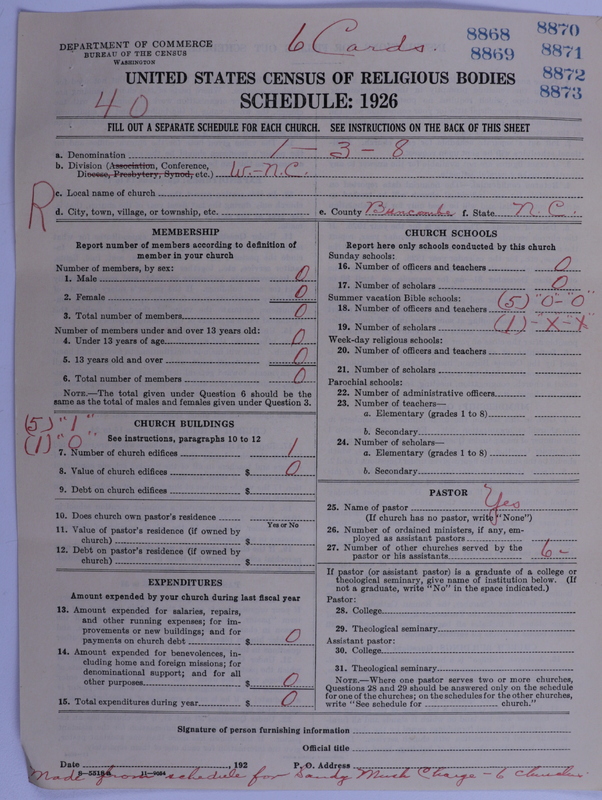 DEPARTMENT OF COMMERCE
BUREAU OF THE CENSUS
WASHINGTON
6 Cards.
8868 8870
8869 8871
8872
8873
UNITED STATES CENSUS OF RELIGIOUS BODIES
40
SCHEDULE: 1926
FILL OUT A SEPARATE SCHEDULE FOR EACH CHURCH. SEE INSTRUCTIONS ON THE BACK OF THIS SHEET
a. Denomination 1-3-8
b. Division (Association, Conference,
Diocese, Presbytery, Synod, etc.) W.-N.C.
R
c. Local name of church
d. City, town, village, or township, etc. e. County Buncombe f. State N.C.
MEMBERSHIP
Report number of members according to definition of
member in your church
Number of members, by sex:
1. Male 0
2. Female 0
3. Total number of members 0
Number of members under and over 13 years old:
4. Under 13 years of age 0
5. 13 years old and over 0
6. Total number of members 0
NOTE.—The total given under Question 6 should be the
same as the total of males and females given under Question 3.
(5) "1"
(1) "0"
CHURCH BUILDINGS
See instructions, paragraphs 10 to 12
7. Number of church edifices 1
8. Value of church edifices $ 0
9. Debt on church edifices $
10. Does church own pastor's residence
Yes or No
11. Value of pastor's residence (if owned by
church) $
12. Debt on pastor's residence (if owned by
church) $
EXPENDITURES
Amount expended by your church during last fiscal year
13. Amount expended for salaries, repairs,
and other running expenses; for im-
provements or new buildings; and for
payments on church debt $ 0
14. Amount expended for benevolences, in-
cluding home and foreign missions; for
denominational support; and for all
other purposes $ 0
15. Total expenditures during year $ 0
CHURCH SCHOOLS
Report here only schools conducted by this church
Sunday schools:
16. Number of officers and teachers 0
17. Number of scholars 0
Summer vacation Bible schools:
18. Number of officers and teachers (5) "0-"0
19. Number of scholars (1)-X-X
Week-day religious schools:
20. Number of officers and teachers
21. Number of scholars
Parochial schools:
22. Number of administrative officers
23. Number of teachers—
a. Elementary (grades 1 to 8)
b. Secondary
24. Number of scholars—
a. Elementary (grades 1 to 8)
b. Secondary
PASTOR
25. Name of pastor Yes
(If church has no pastor, write "None")
26. Number of ordained ministers, if any, em-
ployed as assistant pastors
27. Number of other churches served by the
pastor or his assistants 6-
If pastor (or assistant pastor) is a graduate of a college or
theological seminary, give name of institution below. (If
not a graduate, write "No" in the space indicated.)
Pastor:
28. College
29. Theological seminary
Assistant pastor:
30. College
31. Theological seminary
NOTE.—Where one pastor serves two or more churches,
Questions 28 and 29 should be answered only on the schedule
for one of the churches; on the schedules for the other churches,
write "See schedule for church."
Signature of person furnishing information
Official title
Date , 192 P. O. Address
11—9054
Made from schedule for Sandy Mush Charge - 6 churches.